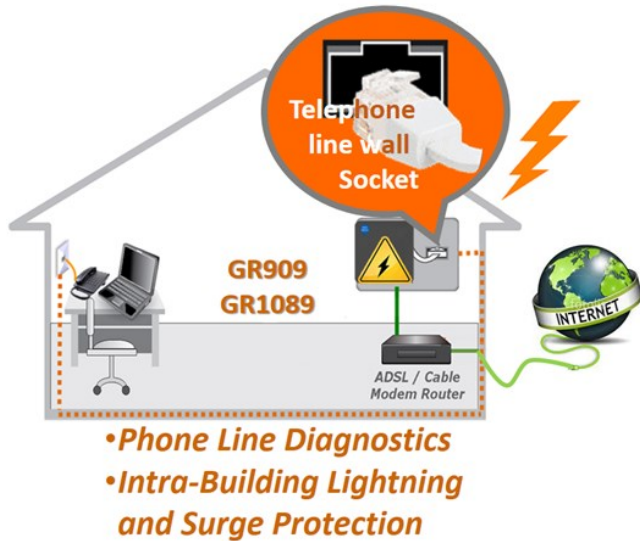 Telephone
line wall
Socket
GR909
GR1089
INTERNET
ADSL / Cable
Modem Router
•Phone Line Diagnostics
•Intra-Building Lightning
and Surge Protection